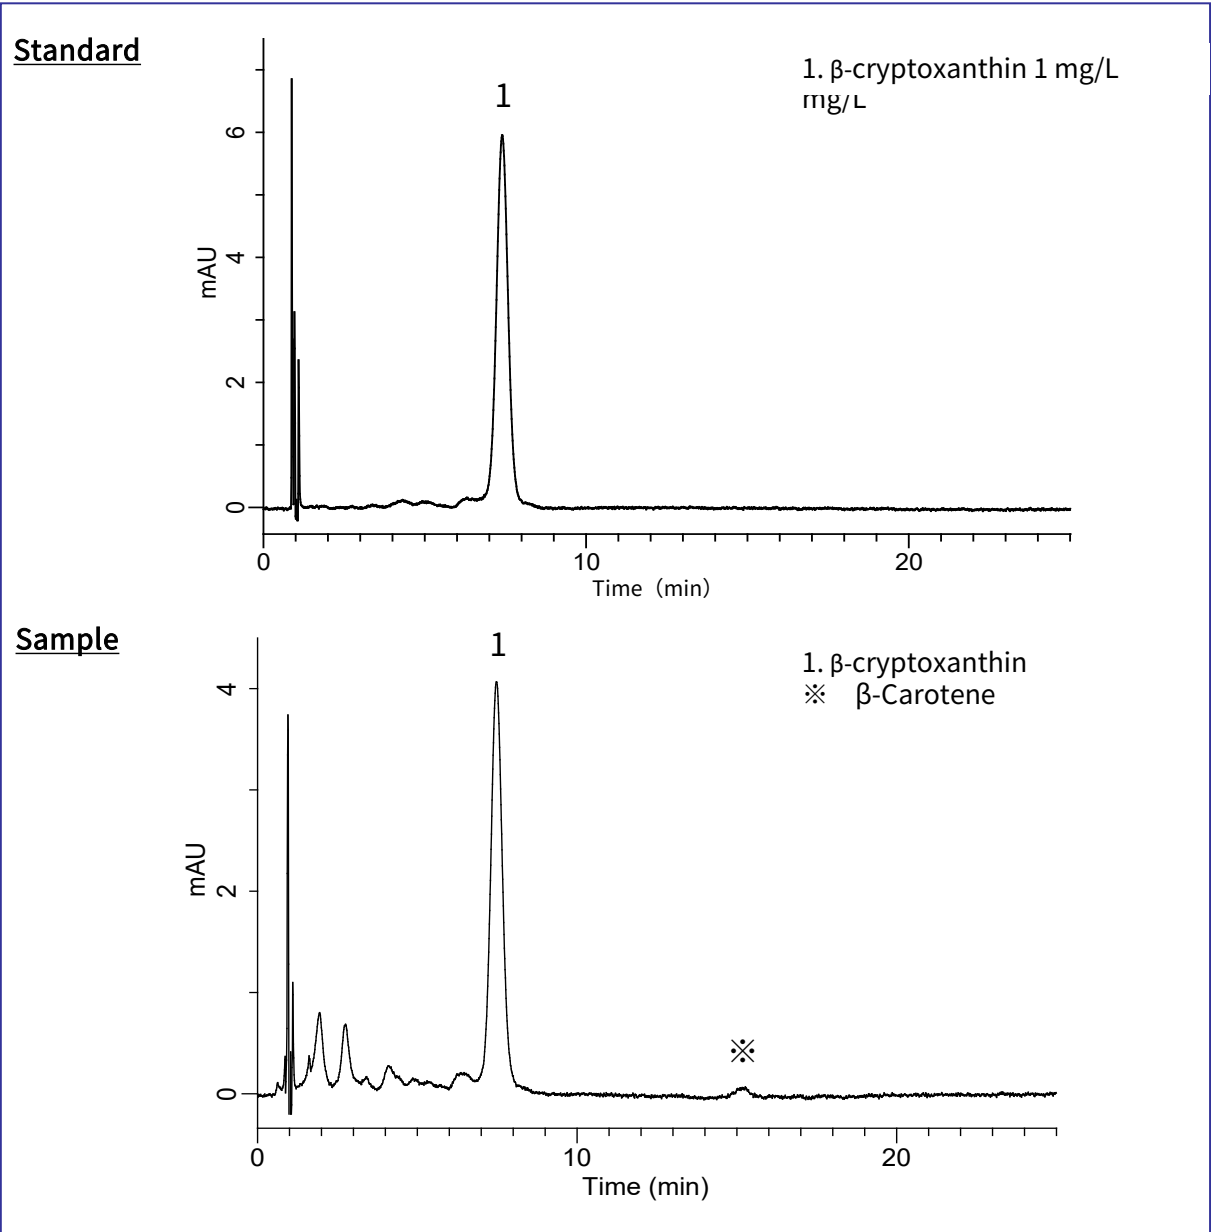 Standard
1. β-cryptoxanthin 1 mg/L
mg/L
1
6
4
2
0
mAU
0 10 20
Time（min）
Sample
1. β-cryptoxanthin
※ β-Carotene
1
4
2
0
mAU
※
0 10 20
Time (min)